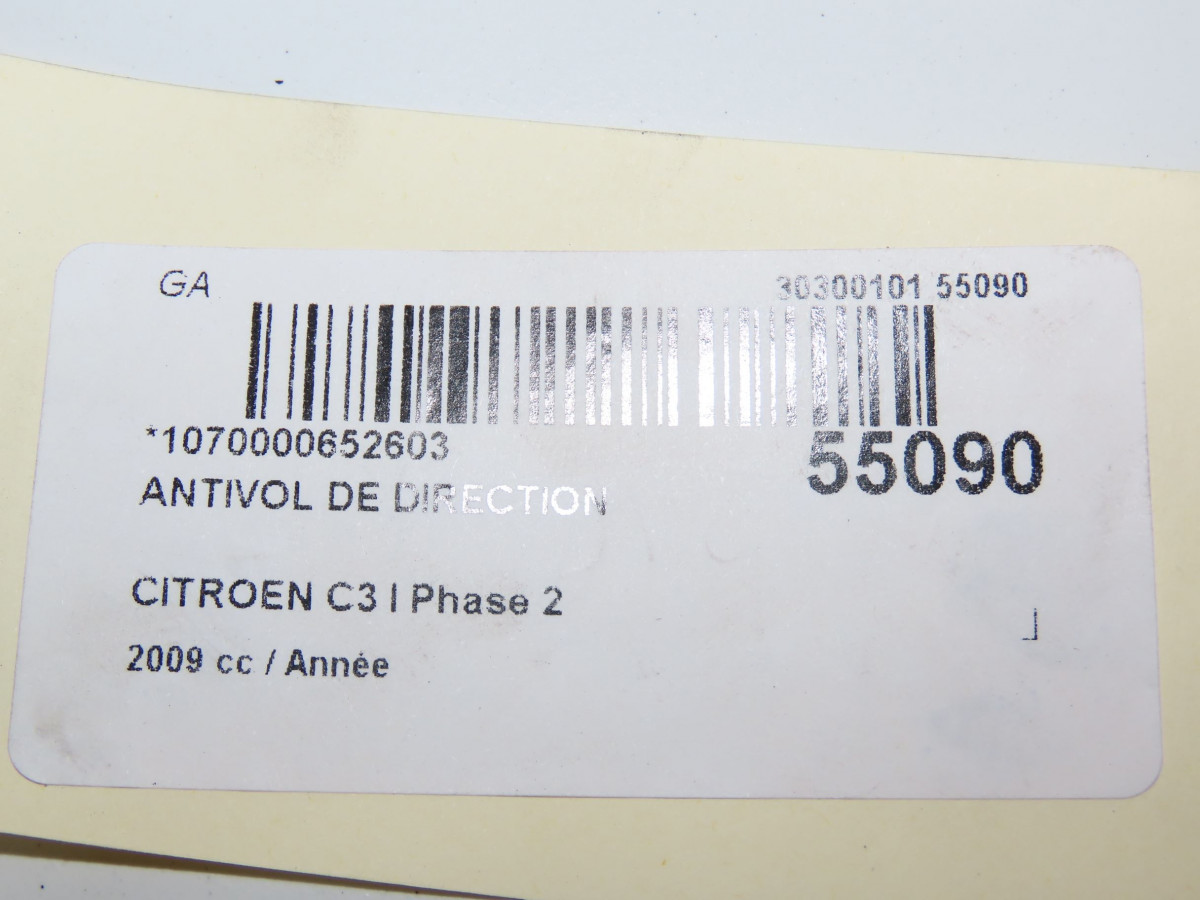 GA
30300101 55090
*1070000652603
55090
ANTIVOL DE DIRECTION
CITROEN C3 I Phase 2
2009 cc / Année